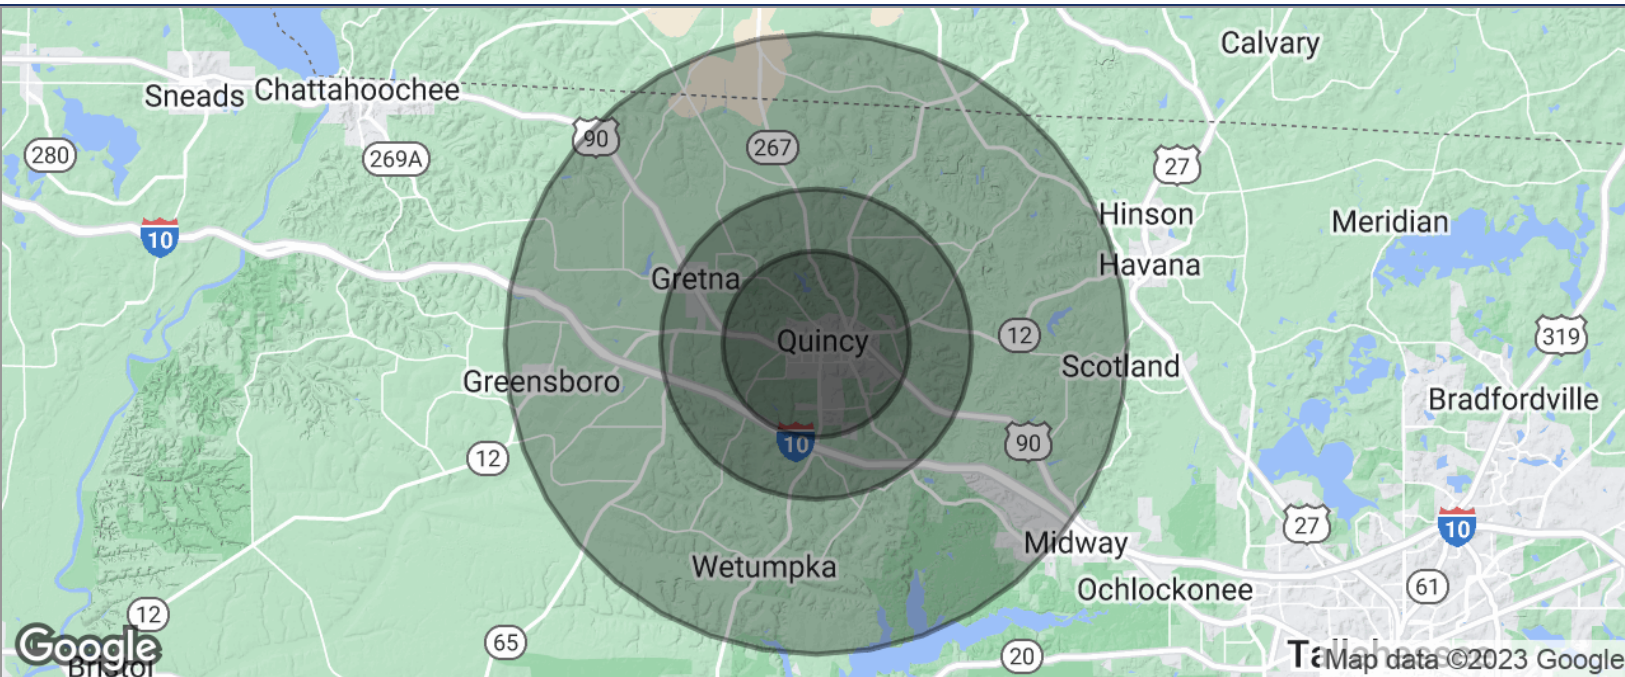 Calvary
Sneads
Chattahoochee
90
267
280
269A
27
10
Hinson
Meridian
Havana
Gretna
12
319
Quincy
Scotland
Greensboro
Bradfordville
10
90
12
27
10
Midway
Wetumpka
Ochlockonee
61
12
65
20
Google
Bristol
Map data ©2023 Google